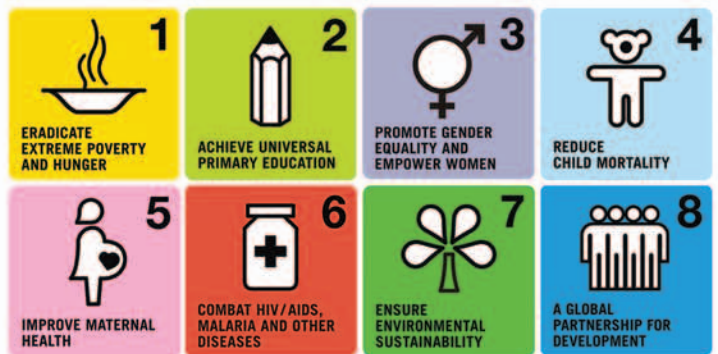 1
ERADICATE
EXTREME POVERTY
AND HUNGER
2
ACHIEVE UNIVERSAL
PRIMARY EDUCATION
3
PROMOTE GENDER
EQUALITY AND
EMPOWER WOMEN
4
REDUCE
CHILD MORTALITY
5
IMPROVE MATERNAL
HEALTH
6
COMBAT HIV/AIDS,
MALARIA AND OTHER
DISEASES
7
ENSURE
ENVIRONMENTAL
SUSTAINABILITY
8
A GLOBAL
PARTNERSHIP FOR
DEVELOPMENT